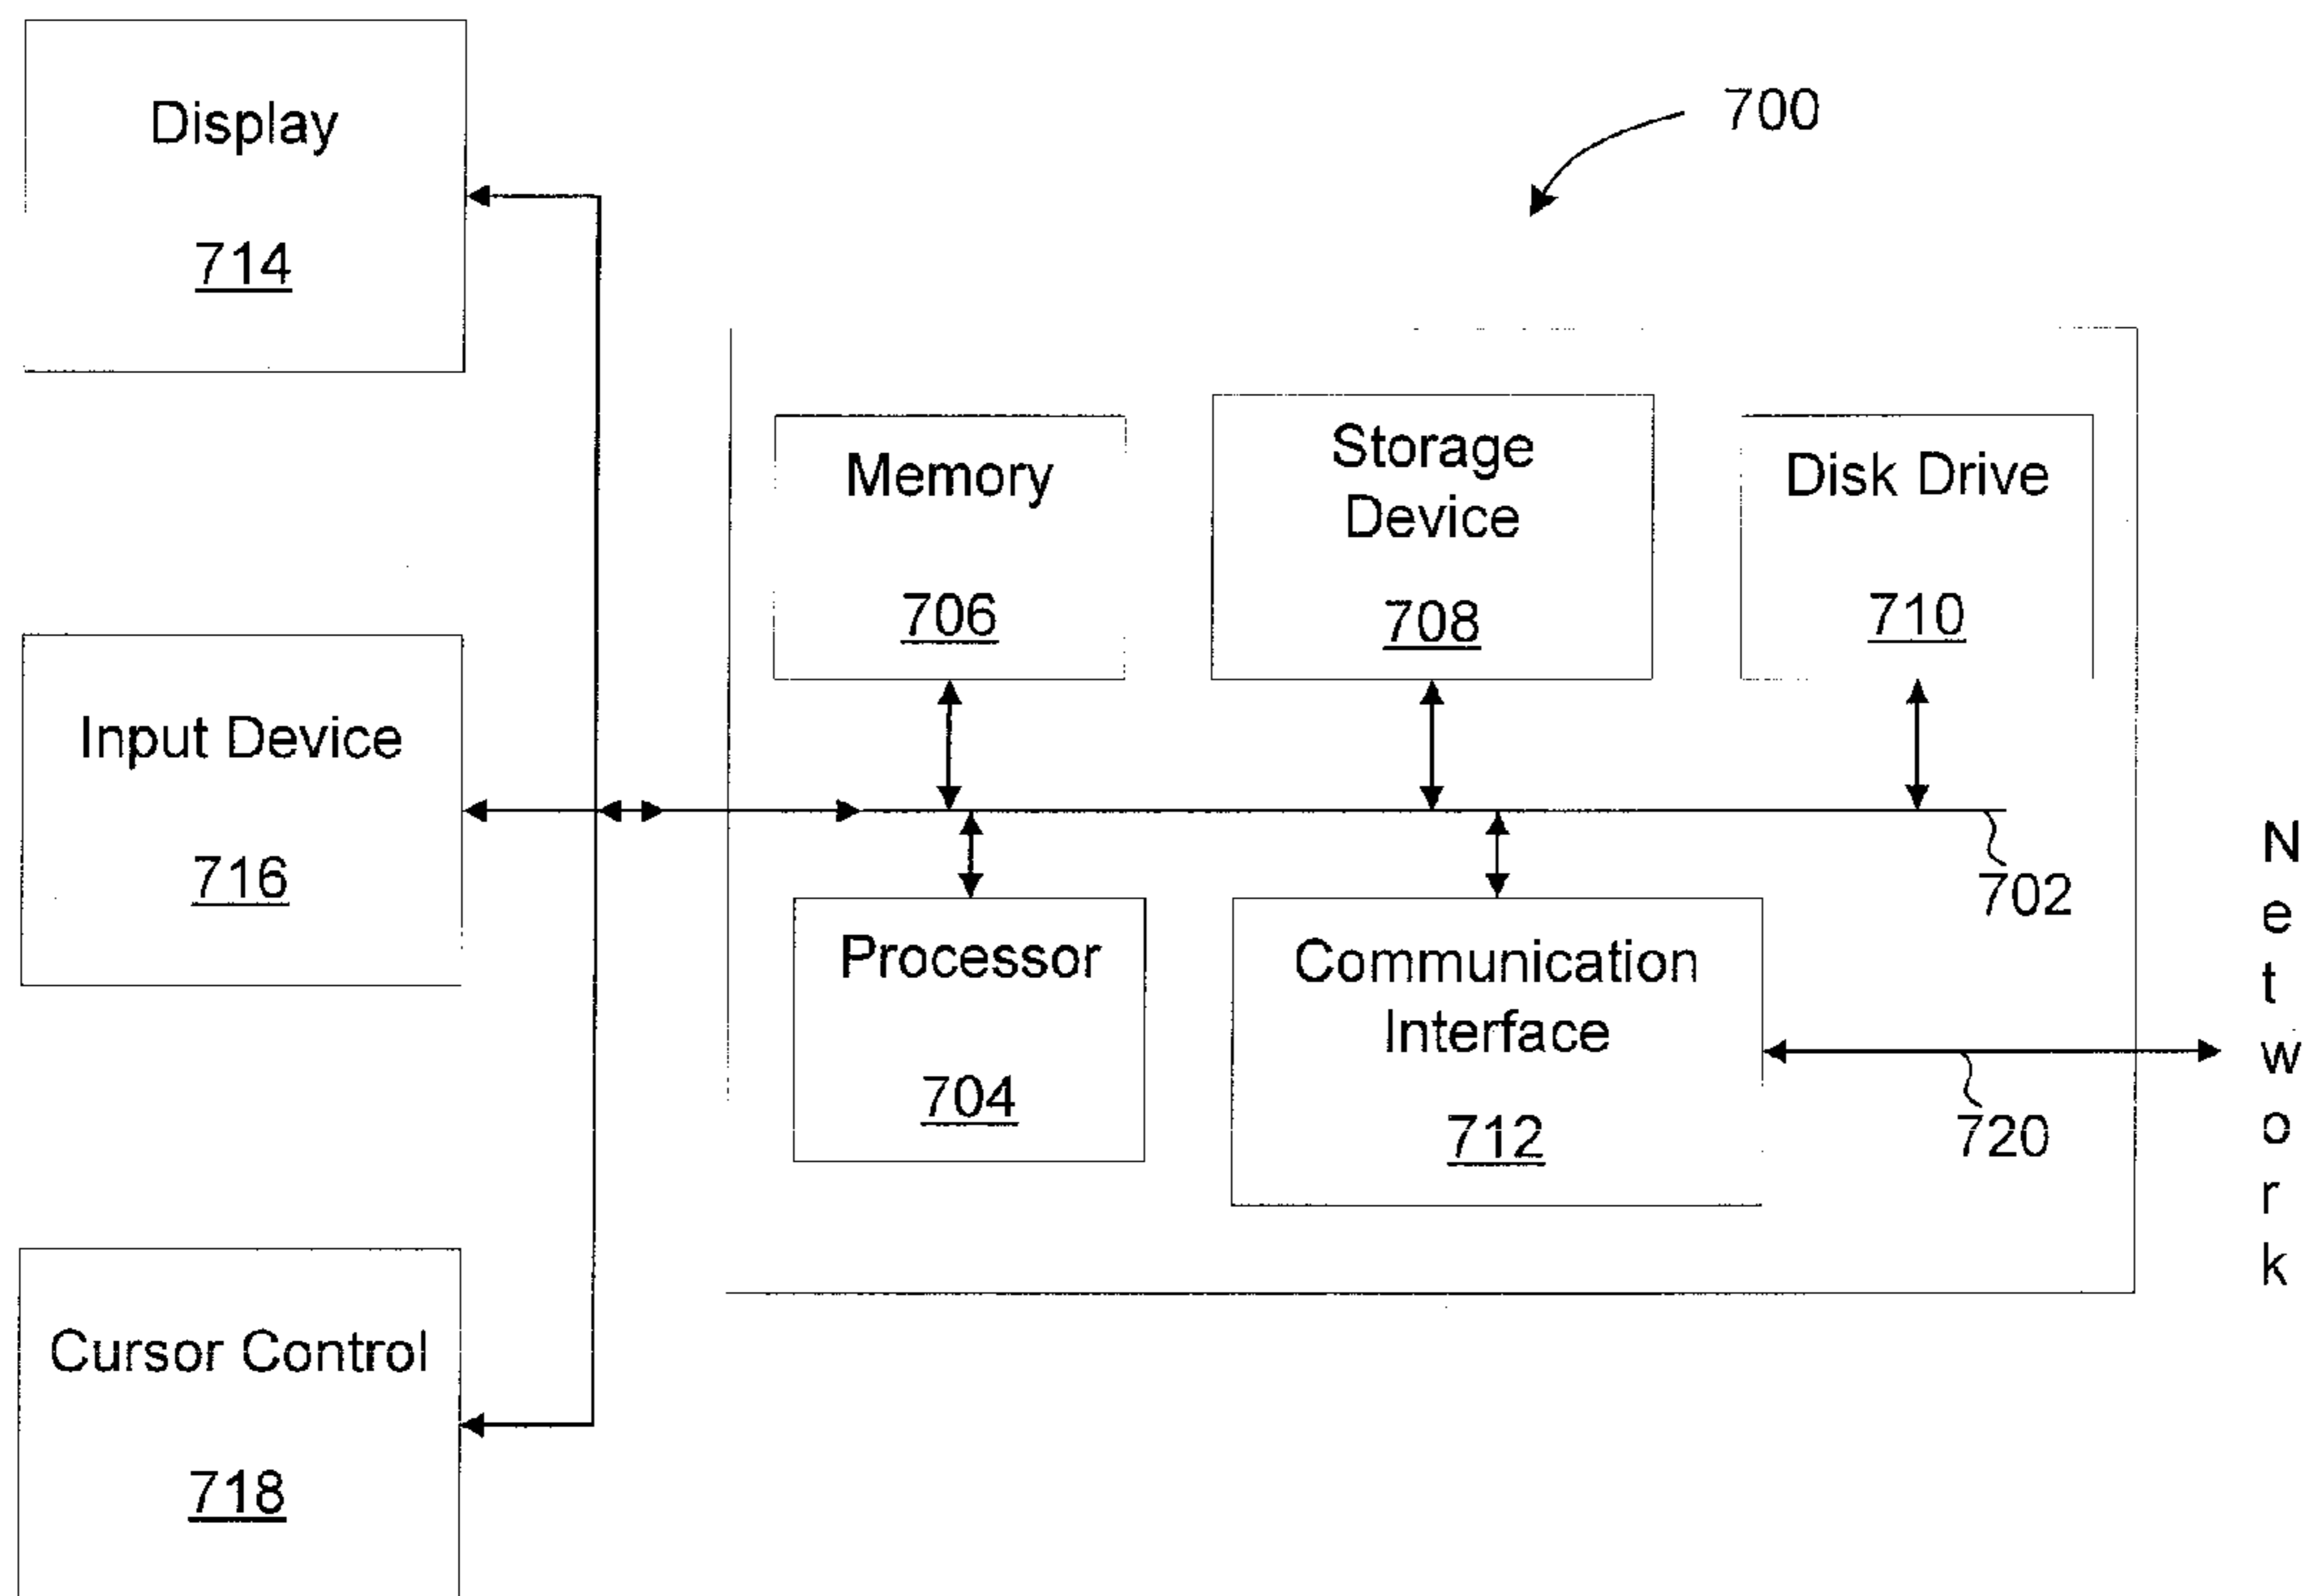 Display
714
700
Memory
706
Storage
Device
708
Disk Drive
710
Input Device
716
702
Processor
704
Communication
Interface
712
720
Network
Cursor Control
718